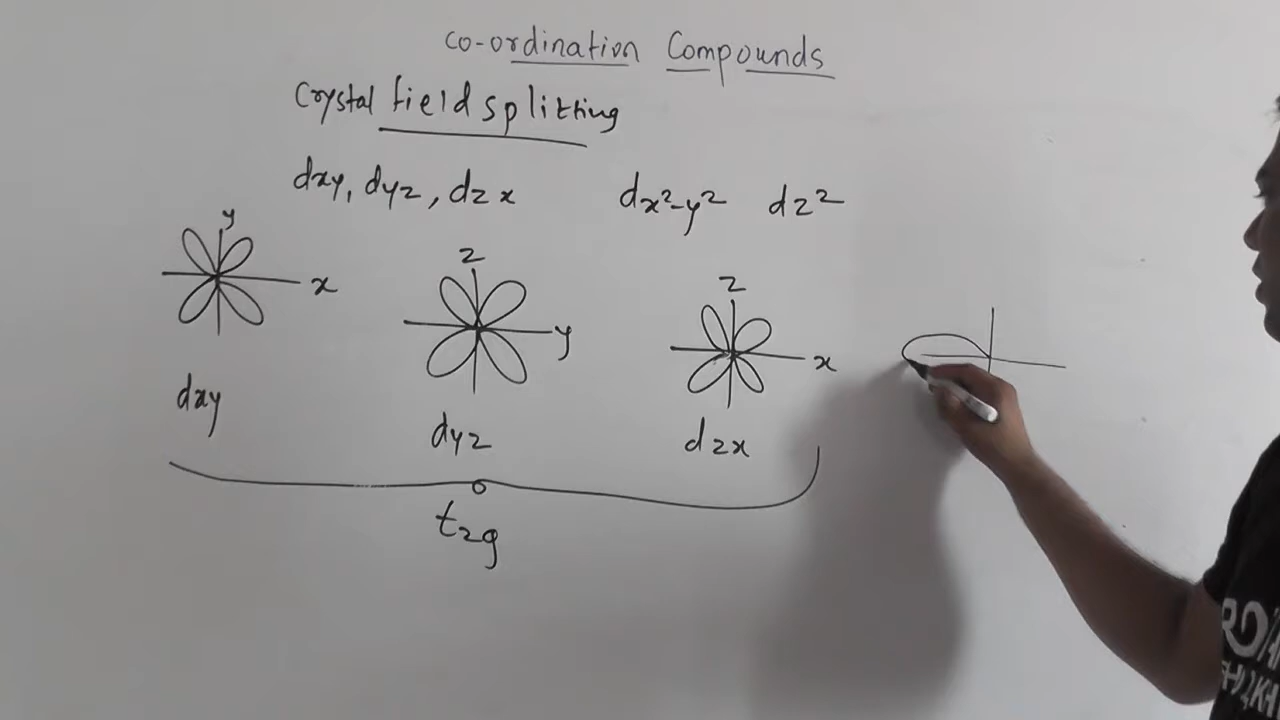 Co-ordination Compounds
Crystal field splitting
dxy, dyz, dzx dx²-y² dz²
y
x
z
y
z
x
dxy
dyz
dzx
t₂g